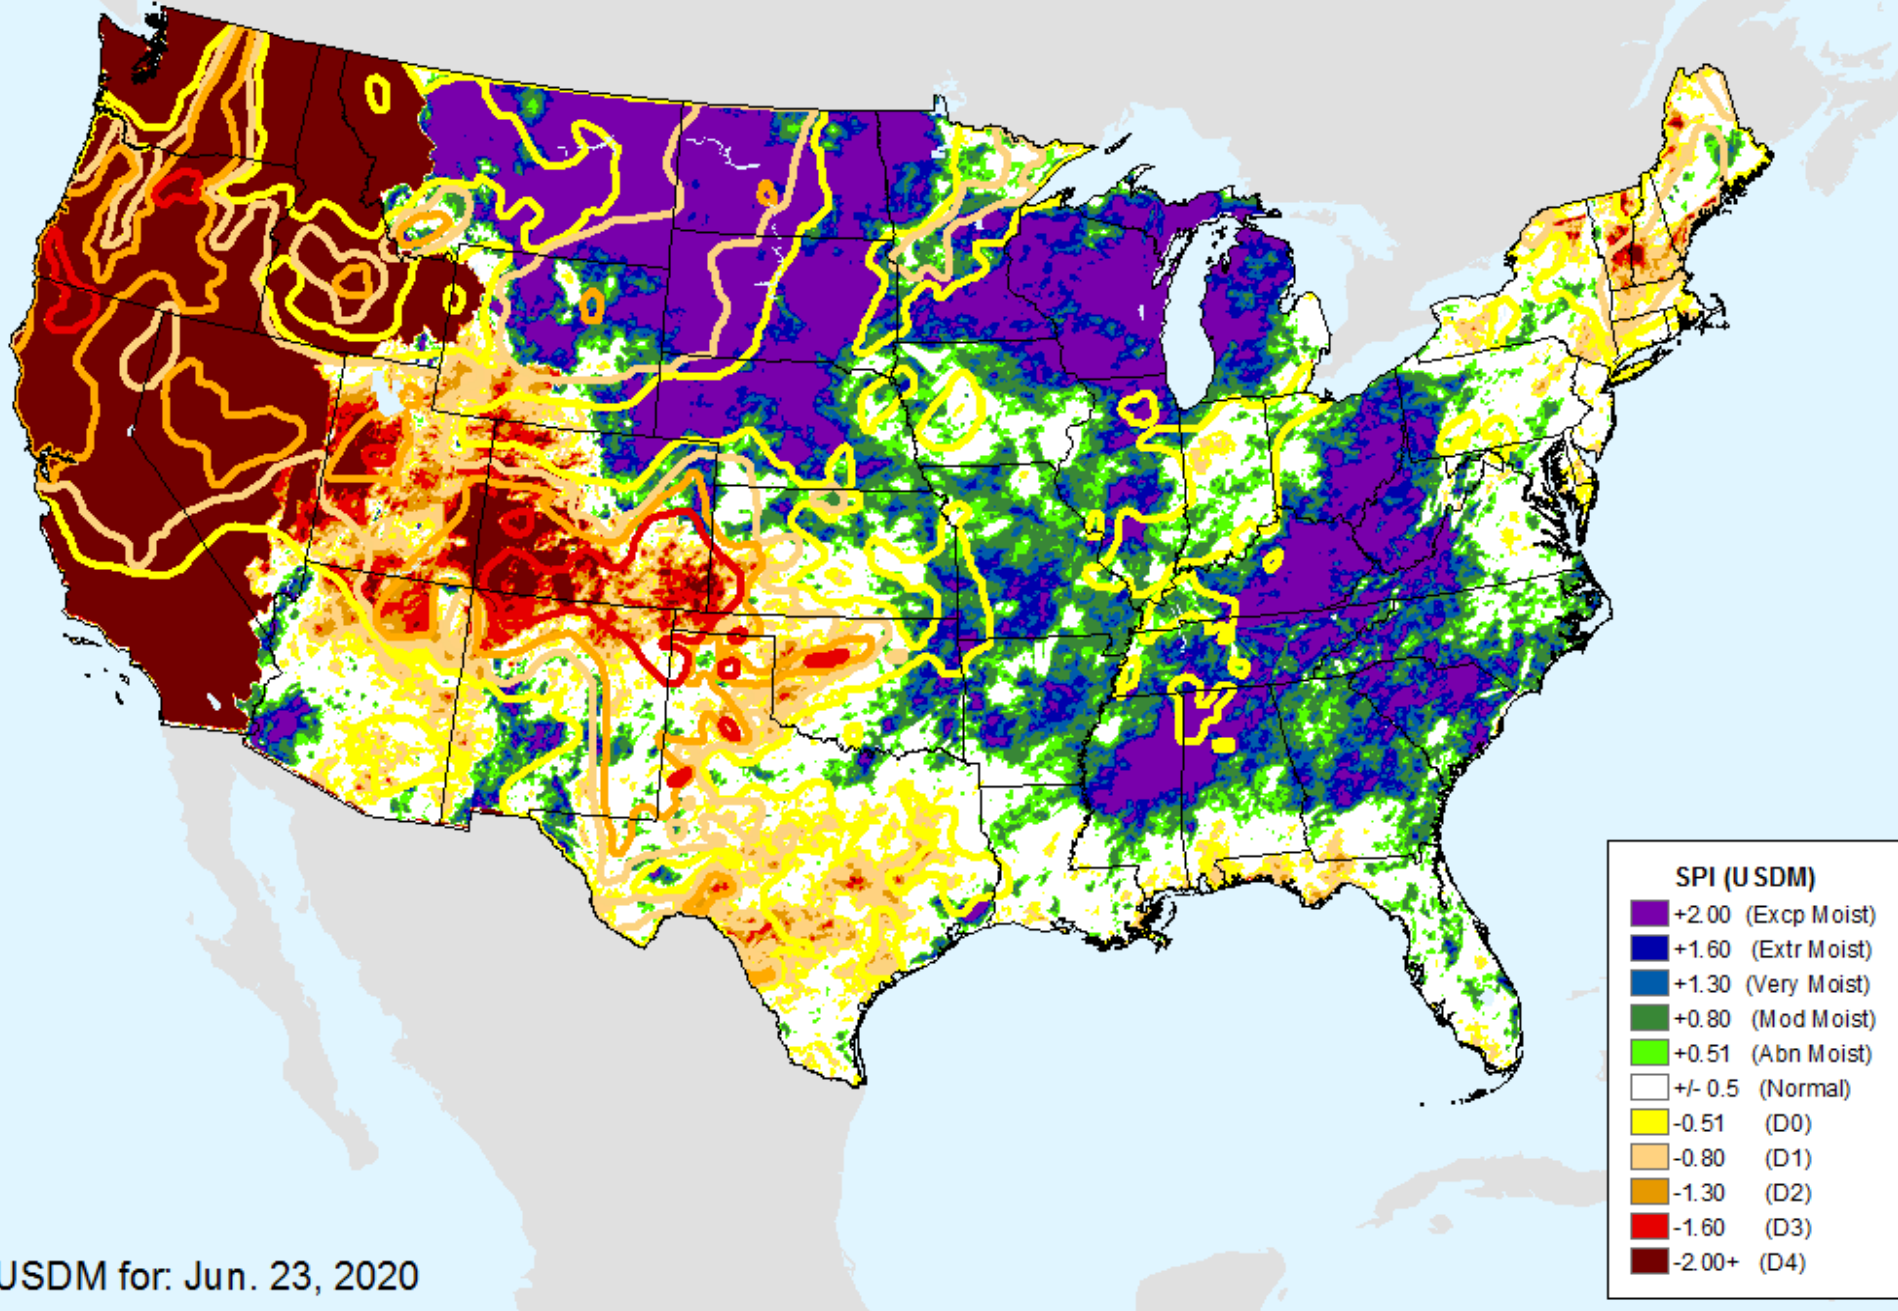 SPI (USDM)
+2.00 (Excp Moist)
+1.60 (Extr Moist)
+1.30 (Very Moist)
+0.80 (Mod Moist)
+0.51 (Abn Moist)
+/- 0.5 (Normal)
-0.51 (D0)
-0.80 (D1)
-1.30 (D2)
-1.60 (D3)
-2.00+ (D4)
USDM for: Jun. 23, 2020